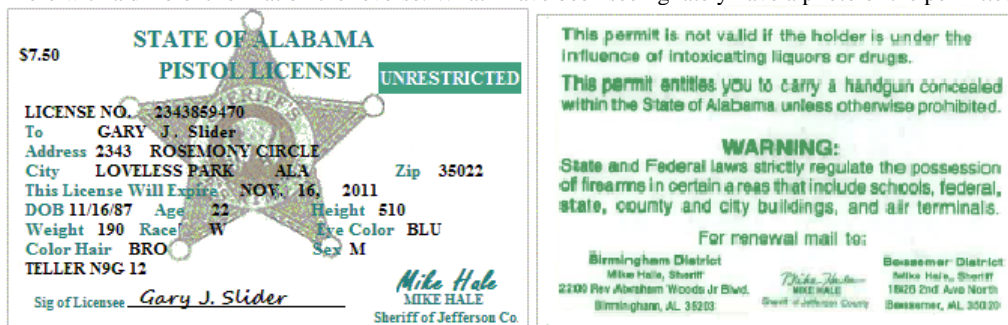 $7.50
STATE OF ALABAMA
PISTOL LICENSE
UNRESTRICTED
LICENSE NO. 2343859470
To GARY J. Slider
Address 2343 ROSEMONY CIRCLE
City LOVELESS PARK ALA Zip 35022
This License Will Expire NOV, 16, 2011
DOB 11/16/87 Age 22 Height 510
Weight 190 Race W Eye Color BLU
Color Hair BRO Sex M
TELLER N9G 12
Mike Hale
MIKE HALE
Sig of Licensee Gary J. Slider
Sheriff of Jefferson Co.
This permit is not valid if the holder is under the
influence of intoxicating liquors or drugs.
This permit entitles you to carry a handgun concealed
within the State of Alabama unless otherwise prohibited.
WARNING:
State and Federal laws strictly regulate the possession
of firearms in certain areas that include schools, federal,
state, county and city buildings, and air terminals.
For renewal mail to:
Birmingham District
Mike Hale, Sheriff
2200 Rev Abraham Woods Jr Blvd.
Birmingham, AL 35203
Mike Hale
MIKE HALE
Sheriff of Jefferson County
Bessemer District
Mike Hale, Sheriff
1826 2nd Ave North
Bessemer, AL 35020